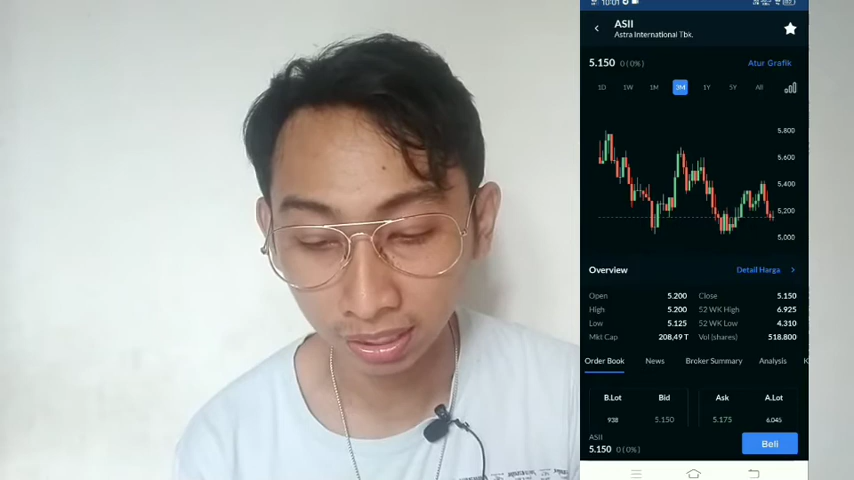 10:01
ASII
Astra International Tbk.
5.150 0 (0%) Atur Grafik
1D 1W 1M 3M 1Y 5Y All
5,800
5,600
5,400
5,200
5,000
Overview Detail Harga >
Open 5.200 Close 5.150
High 5.200 52 WK High 6.925
Low 5.125 52 WK Low 4.310
Mkt Cap 208,49 T Vol (shares) 518.800
Order Book News Broker Summary Analysis K
B.Lot Bid Ask A.Lot
938 5.150 5.175 6.045
ASII
5.150 0 (0%)
Beli